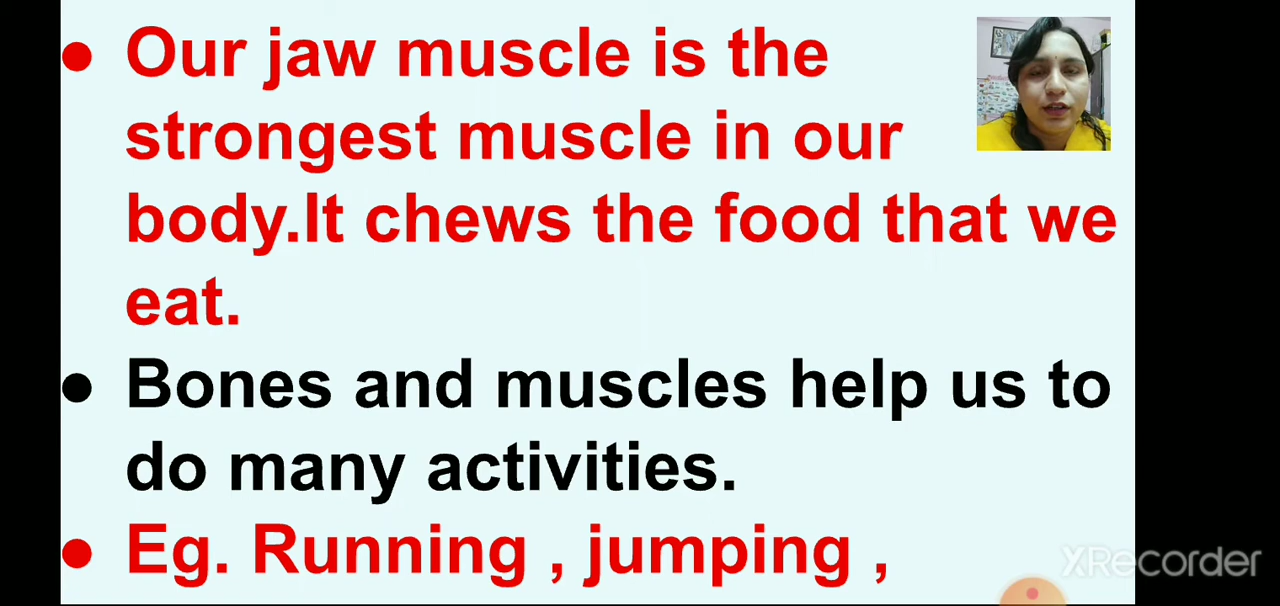 • Our jaw muscle is the
strongest muscle in our
body.It chews the food that we
eat.
• Bones and muscles help us to
do many activities.
• Eg. Running , jumping ,
XRecorder